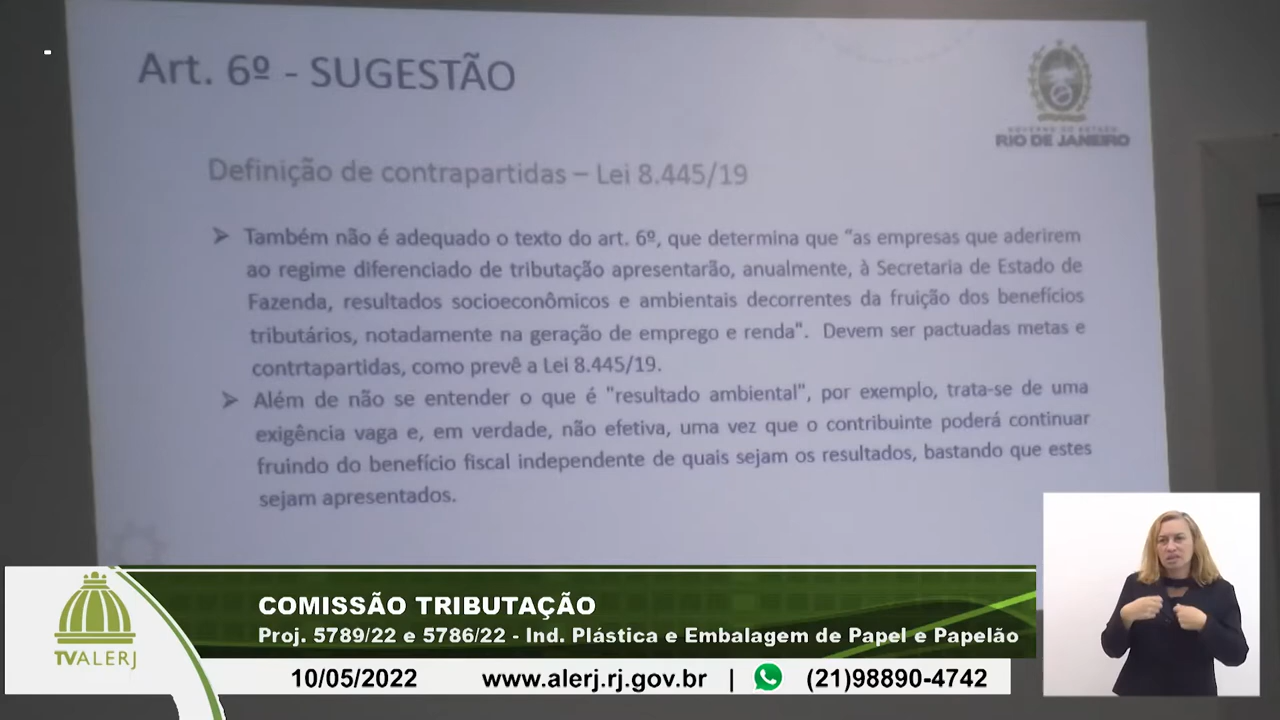 Art. 6º - SUGESTÃO
GOVERNO DO ESTADO
RIO DE JANEIRO
Definição de contrapartidas – Lei 8.445/19
➢ Também não é adequado o texto do art. 6º, que determina que “as empresas que aderirem
ao regime diferenciado de tributação apresentarão, anualmente, à Secretaria de Estado de
Fazenda, resultados socioeconômicos e ambientais decorrentes da fruição dos benefícios
tributários, notadamente na geração de emprego e renda". Devem ser pactuadas metas e
contrtapartidas, como prevê a Lei 8.445/19.
➢ Além de não se entender o que é "resultado ambiental", por exemplo, trata-se de uma
exigência vaga e, em verdade, não efetiva, uma vez que o contribuinte poderá continuar
fruindo do benefício fiscal independente de quais sejam os resultados, bastando que estes
sejam apresentados.
COMISSÃO TRIBUTAÇÃO
Proj. 5789/22 e 5786/22 - Ind. Plástica e Embalagem de Papel e Papelão
TVALERJ
10/05/2022 www.alerj.rj.gov.br | (21)98890-4742